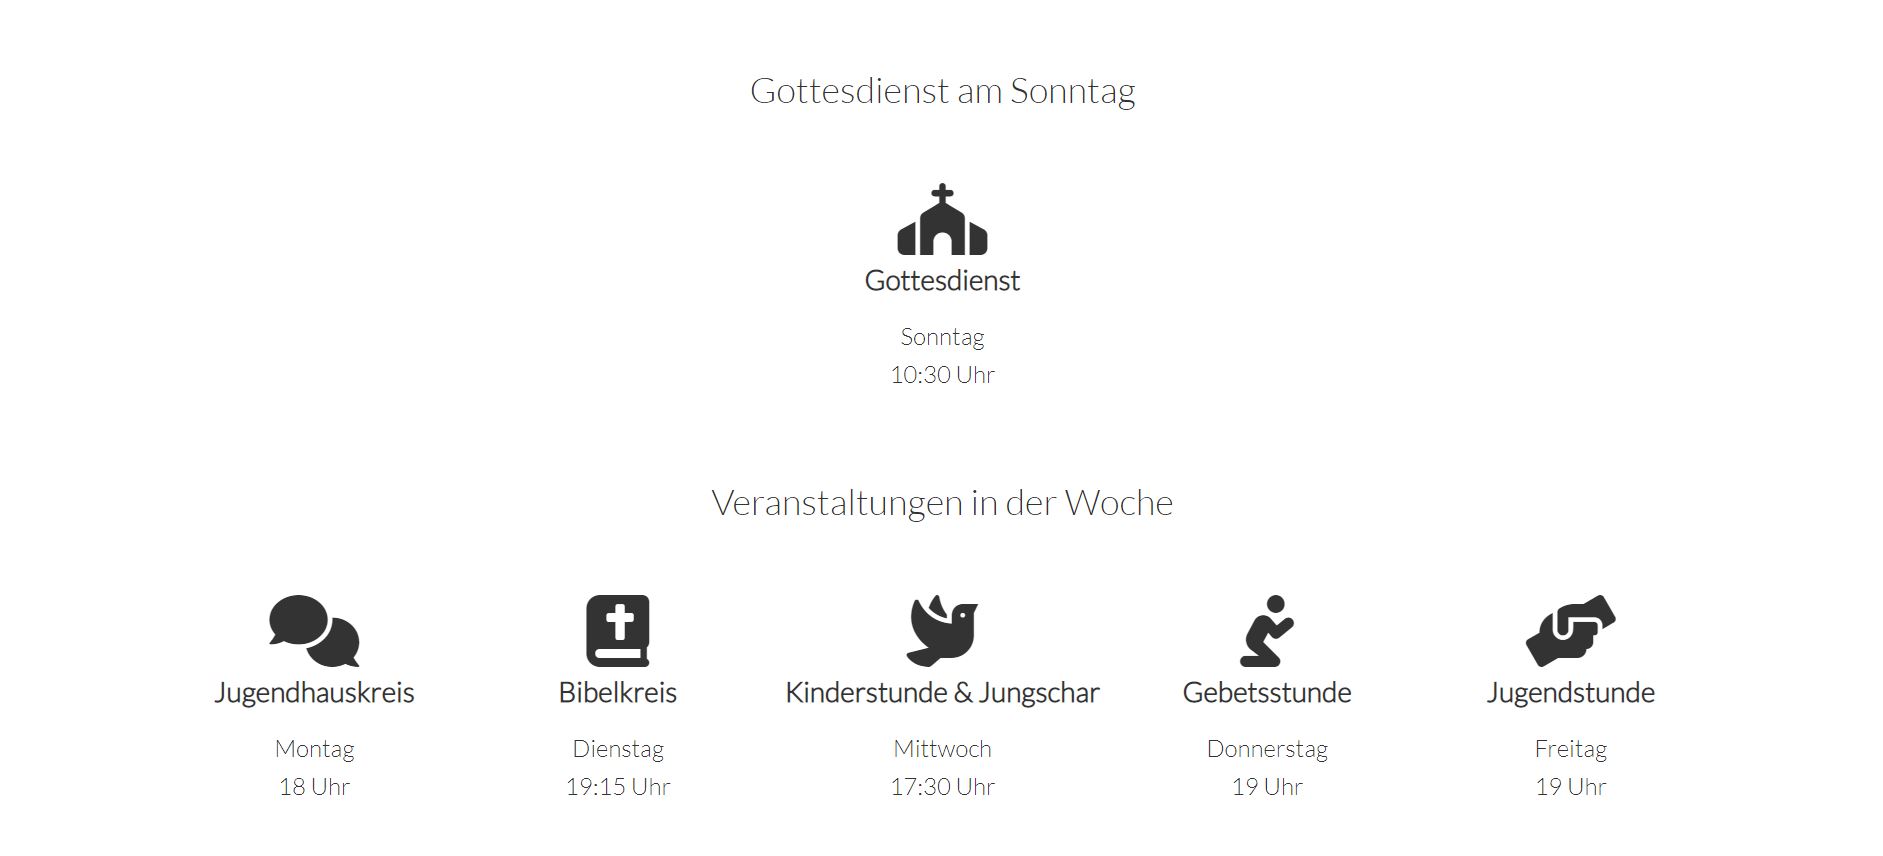 Gottesdienst am Sonntag
Gottesdienst
Sonntag
10:30 Uhr
Veranstaltungen in der Woche
Jugendhauskreis
Montag
18 Uhr
Bibelkreis
Dienstag
19:15 Uhr
Kinderstunde & Jungschar
Mittwoch
17:30 Uhr
Gebetsstunde
Donnerstag
19 Uhr
Jugendstunde
Freitag
19 Uhr